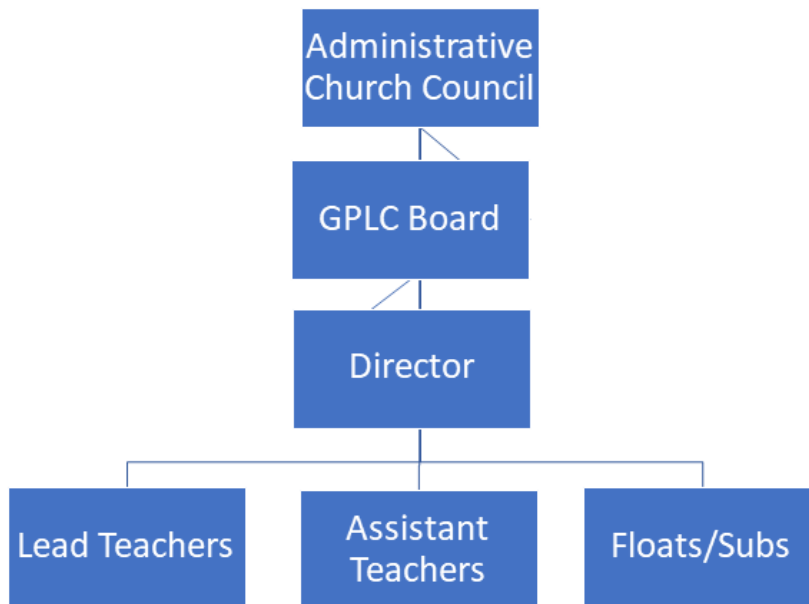 Administrative
Church Council
GPLC Board
Director
Lead Teachers
Assistant
Teachers
Floats/Subs